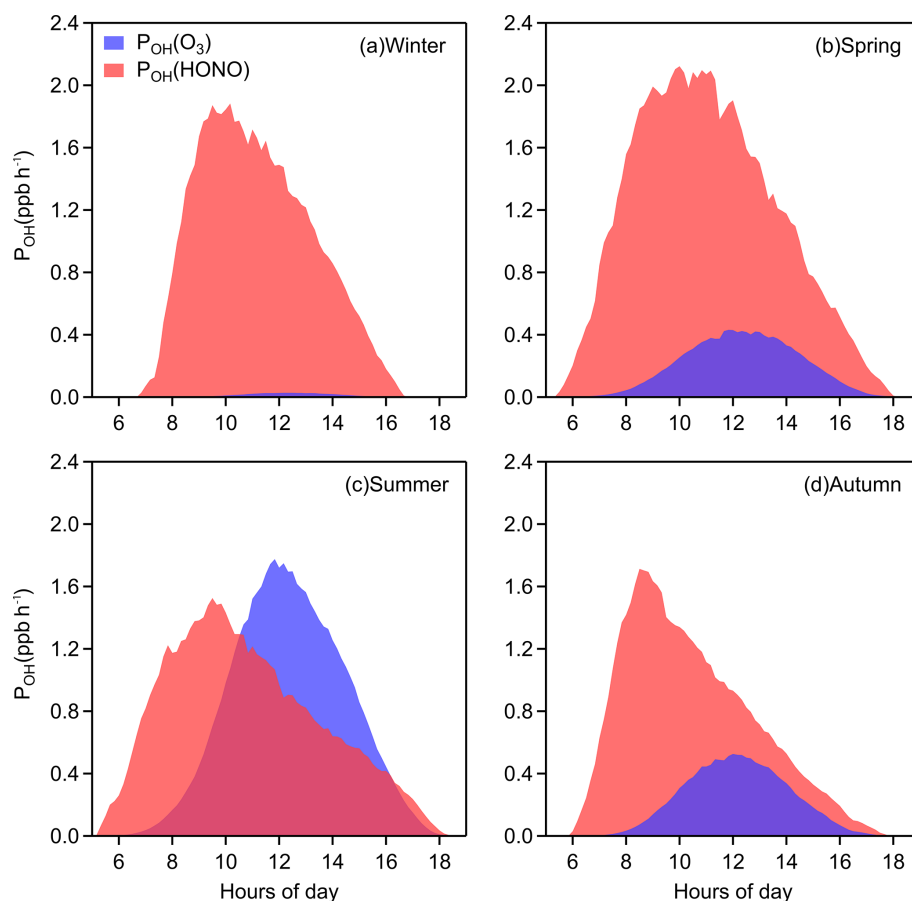 2.4
2.0
1.6
1.2
0.8
0.4
0.0
P_OH(ppb h⁻¹)
P_OH(O₃)
P_OH(HONO)
(a)Winter
6 8 10 12 14 16 18
2.4
2.0
1.6
1.2
0.8
0.4
0.0
(b)Spring
6 8 10 12 14 16 18
2.4
2.0
1.6
1.2
0.8
0.4
0.0
P_OH(ppb h⁻¹)
(c)Summer
6 8 10 12 14 16 18
Hours of day
2.4
2.0
1.6
1.2
0.8
0.4
0.0
(d)Autumn
6 8 10 12 14 16 18
Hours of day